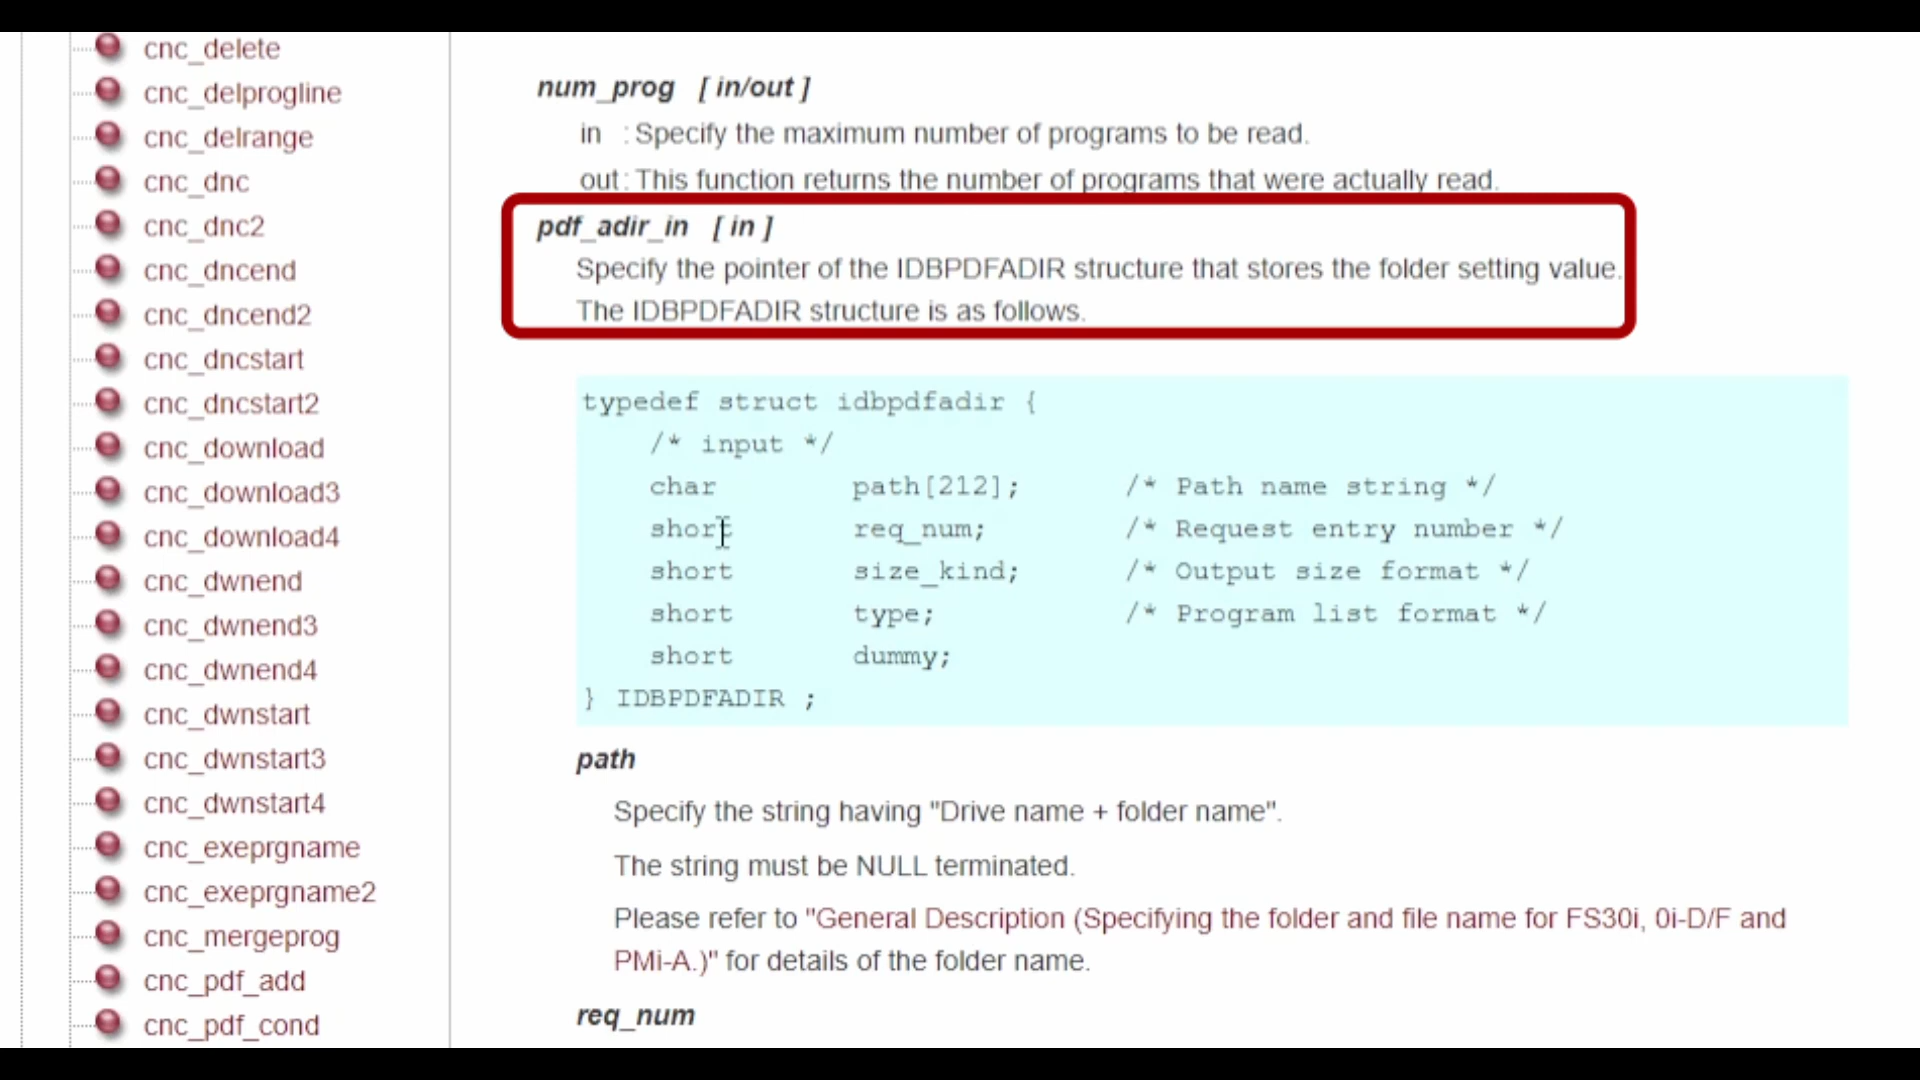 cnc_delete
cnc_delprogline
cnc_delrange
cnc_dnc
cnc_dnc2
cnc_dncend
cnc_dncend2
cnc_dncstart
cnc_dncstart2
cnc_download
cnc_download3
cnc_download4
cnc_dwnend
cnc_dwnend3
cnc_dwnend4
cnc_dwnstart
cnc_dwnstart3
cnc_dwnstart4
cnc_exeprgname
cnc_exeprgname2
cnc_mergeprog
cnc_pdf_add
cnc_pdf_cond
num_prog [ in/out ]
in : Specify the maximum number of programs to be read.
out : This function returns the number of programs that were actually read.
pdf_adir_in [ in ]
Specify the pointer of the IDBPDFADIR structure that stores the folder setting value.
The IDBPDFADIR structure is as follows.
typedef struct idbpdfadir {
/* input */
char path[212]; /* Path name string */
short req_num; /* Request entry number */
short size_kind; /* Output size format */
short type; /* Program list format */
short dummy;
} IDBPDFADIR ;
path
Specify the string having "Drive name + folder name".
The string must be NULL terminated.
Please refer to "General Description (Specifying the folder and file name for FS30i, 0i-D/F and
PMi-A.)" for details of the folder name.
req_num